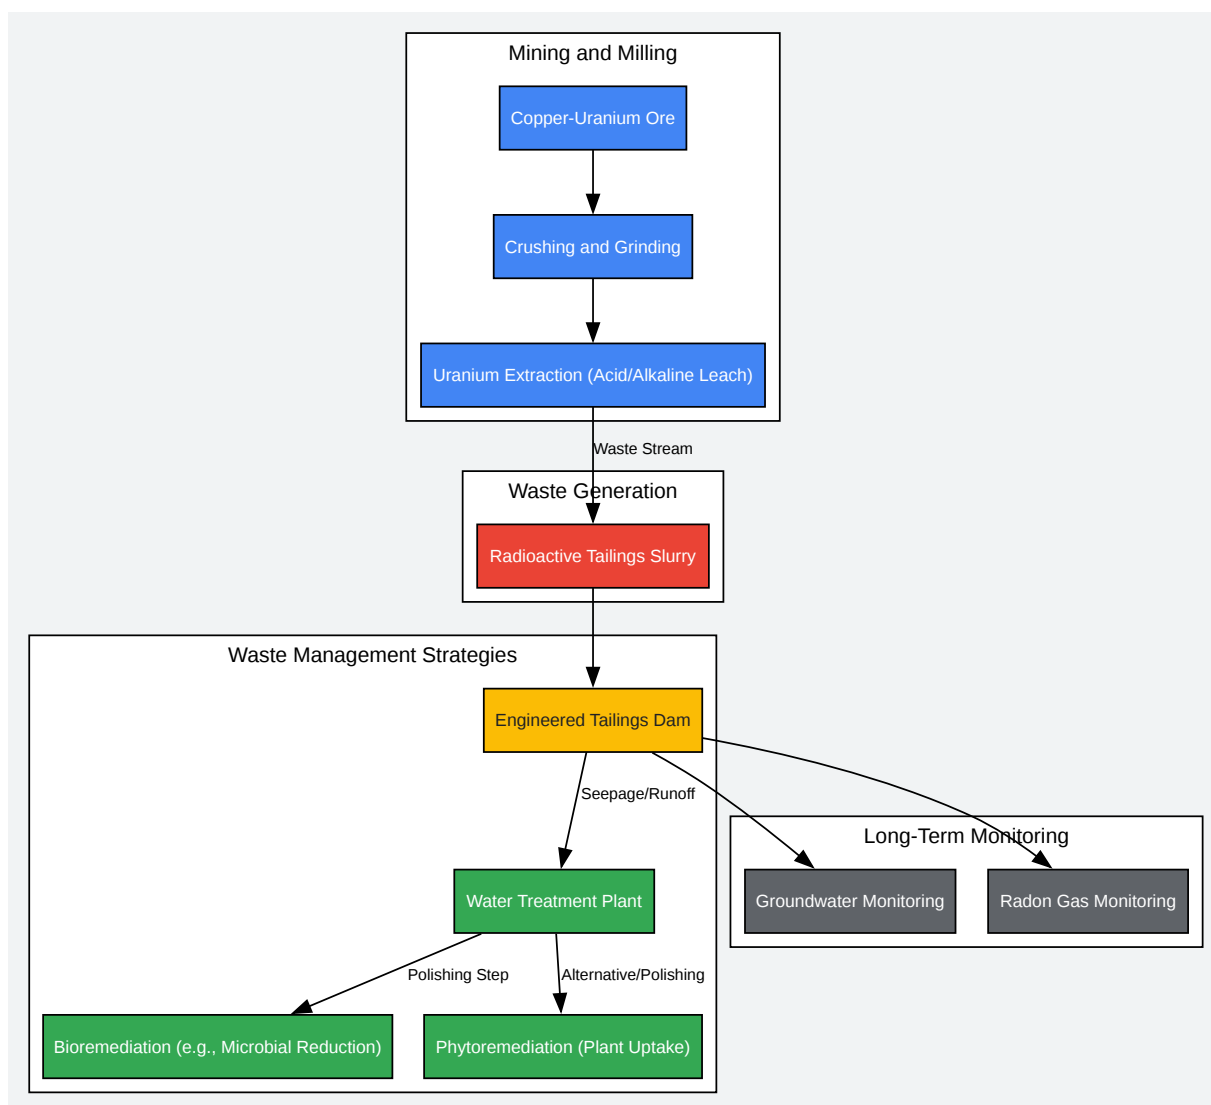 Mining and Milling
Copper-Uranium Ore
Crushing and Grinding
Uranium Extraction (Acid/Alkaline Leach)
Waste Stream
Waste Generation
Radioactive Tailings Slurry
Waste Management Strategies
Engineered Tailings Dam
Seepage/Runoff
Long-Term Monitoring
Water Treatment Plant
Groundwater Monitoring
Radon Gas Monitoring
Polishing Step
Alternative/Polishing
Bioremediation (e.g., Microbial Reduction)
Phytoremediation (Plant Uptake)